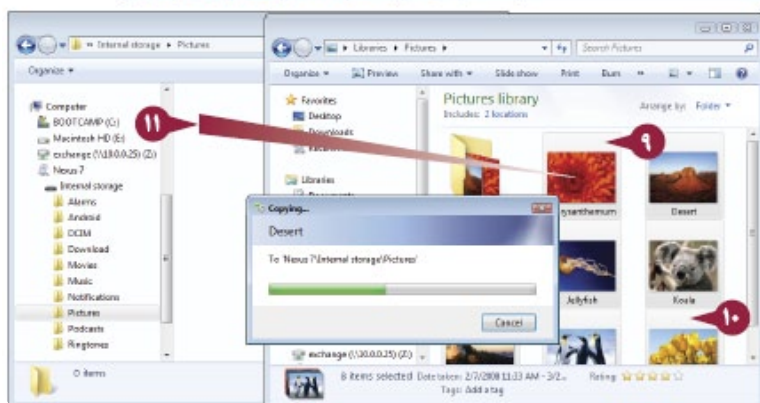 Internal storage ▸ Pictures
Organize
Computer
BOOTCAMP (C:)
Macintosh HD (E:)
exchange (\\10.0.0.25) (Z:)
Nexus 7
Internal storage
Alarms
Android
DCIM
Download
Movies
Music
Notifications
Pictures
Podcasts
Ringtones
0 items
١١
Libraries ▸ Pictures ▸
Search Pictures
Organize
Preview
Share with
Slide show
Print
Burn
Favorites
Desktop
Downloads
Libraries
Documents
exchange (\\10.0.0.25) (Z:)
Pictures library
Includes: 2 locations
Arrange by: Folder
٩
Desert
Jellyfish
Koala
١٠
Copying...
Desert
To 'Nexus 7\Internal storage\Pictures'
Cancel
8 items selected
Date taken: 2/7/2008 11:33 AM - 3/2...
Rating:
Tags: Add a tag